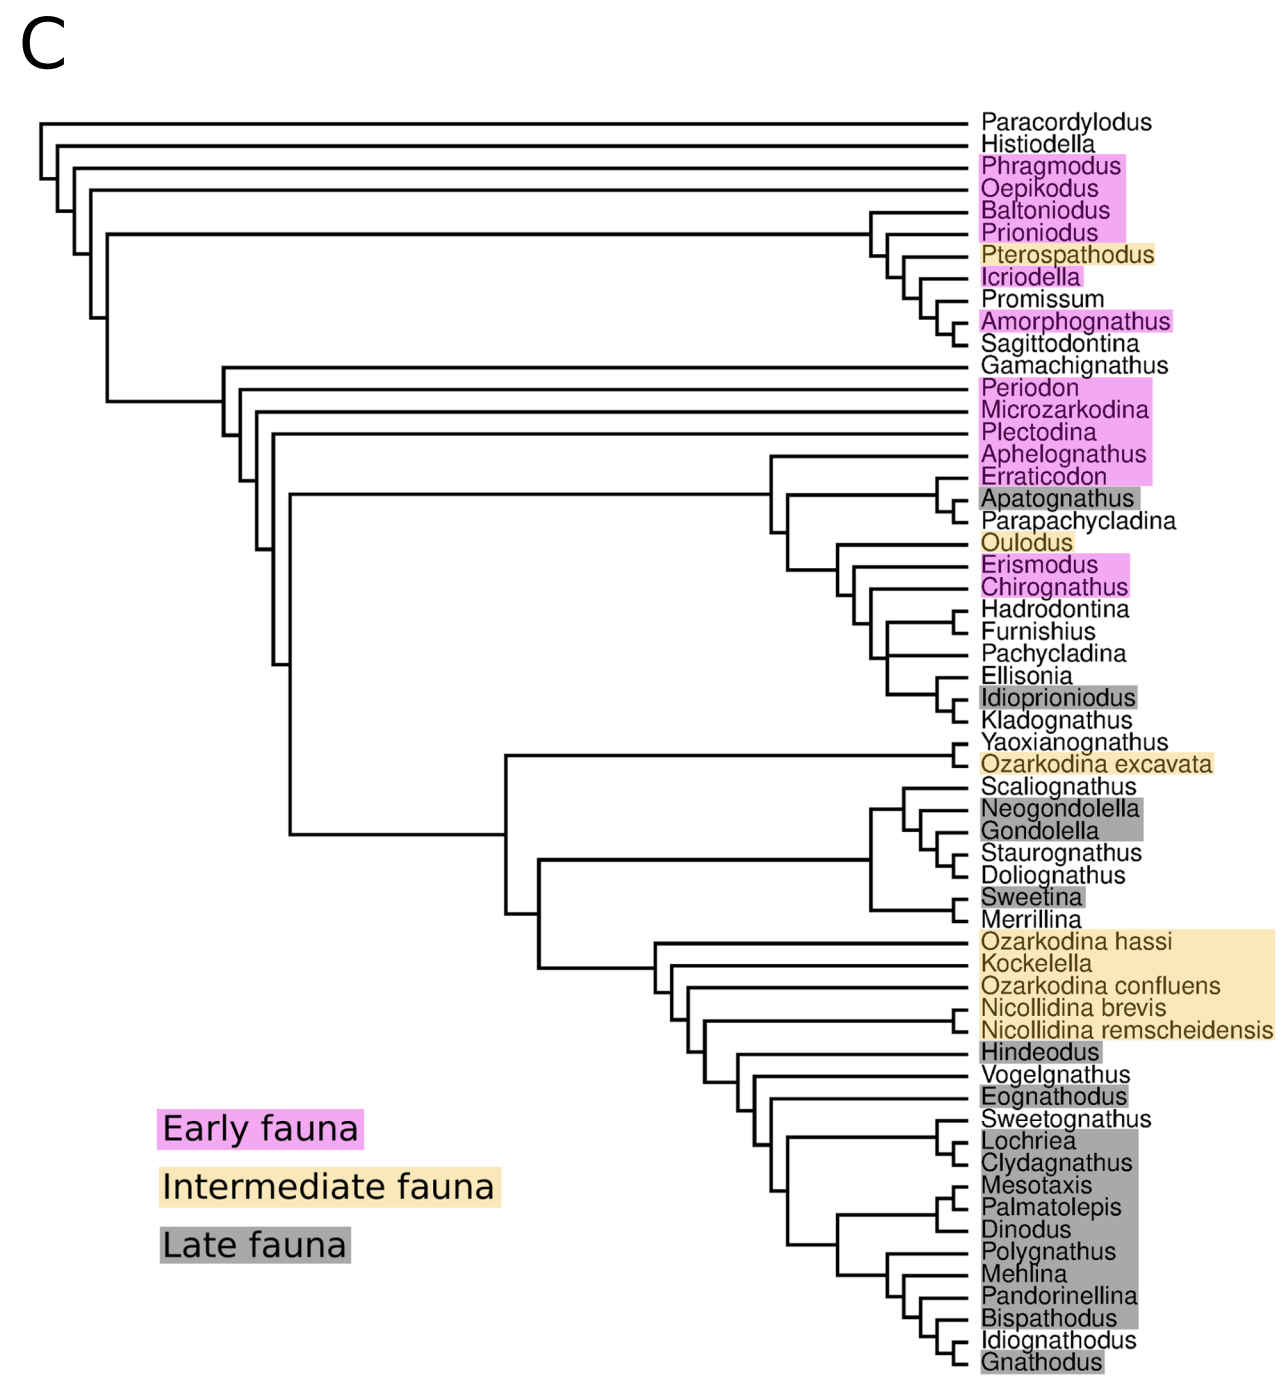 C
Paracordylodus
Histiodella
Phragmodus
Oepikodus
Baltoniodus
Prioniodus
Pterospathodus
Icriodella
Promissum
Amorphognathus
Sagittodontina
Gamachignathus
Periodon
Microzarkodina
Plectodina
Aphelognathus
Erraticodon
Apatognathus
Parapachycladina
Oulodus
Erismodus
Chirognathus
Hadrodontina
Furnishius
Pachycladina
Ellisonia
Idioprioniodus
Kladognathus
Yaoxianognathus
Ozarkodina excavata
Scaliognathus
Neogondolella
Gondolella
Staurognathus
Doliognathus
Sweetina
Merrillina
Ozarkodina hassi
Kockelella
Ozarkodina confluens
Nicollidina brevis
Nicollidina remscheidensis
Hindeodus
Vogelgnathus
Eognathodus
Sweetognathus
Lochriea
Clydagnathus
Mesotaxis
Palmatolepis
Dinodus
Polygnathus
Mehlina
Pandorinellina
Bispathodus
Idiognathodus
Gnathodus
Early fauna
Intermediate fauna
Late fauna